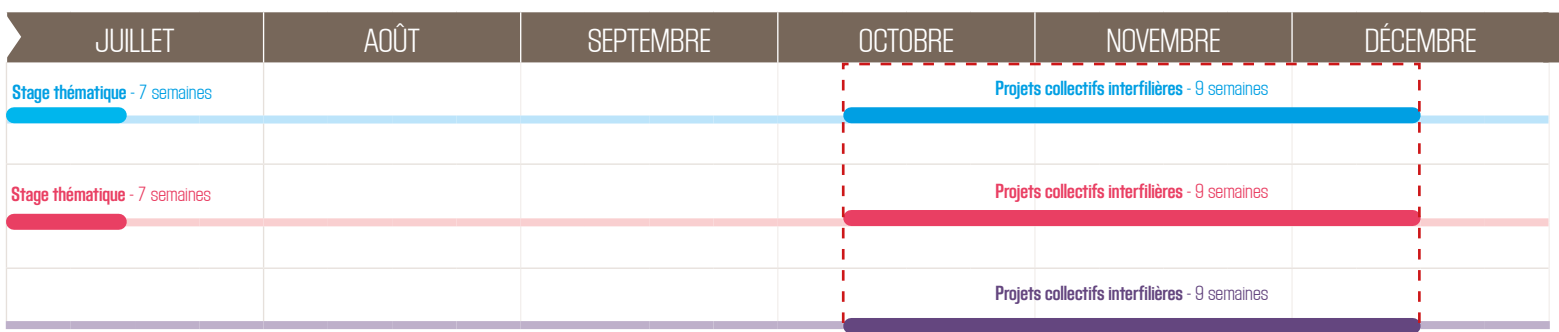 JUILLET AOÛT SEPTEMBRE OCTOBRE NOVEMBRE DÉCEMBRE
Stage thématique - 7 semaines Projets collectifs interfilières - 9 semaines
Stage thématique - 7 semaines Projets collectifs interfilières - 9 semaines
Projets collectifs interfilières - 9 semaines